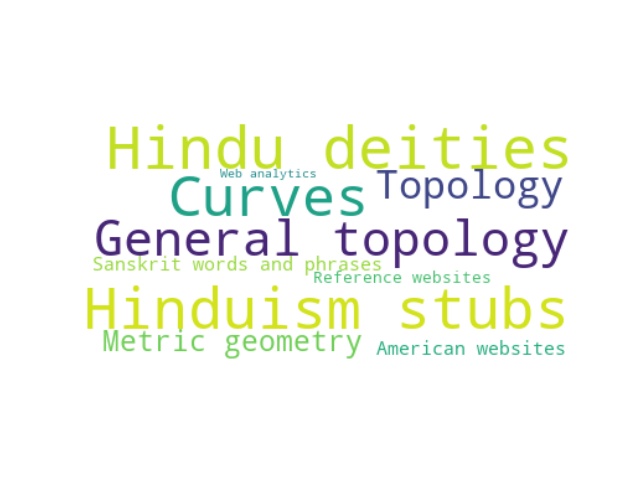 Hindu deities
Web analytics
Curves
Topology
General topology
Sanskrit words and phrases
Reference websites
Hinduism stubs
Metric geometry
American websites